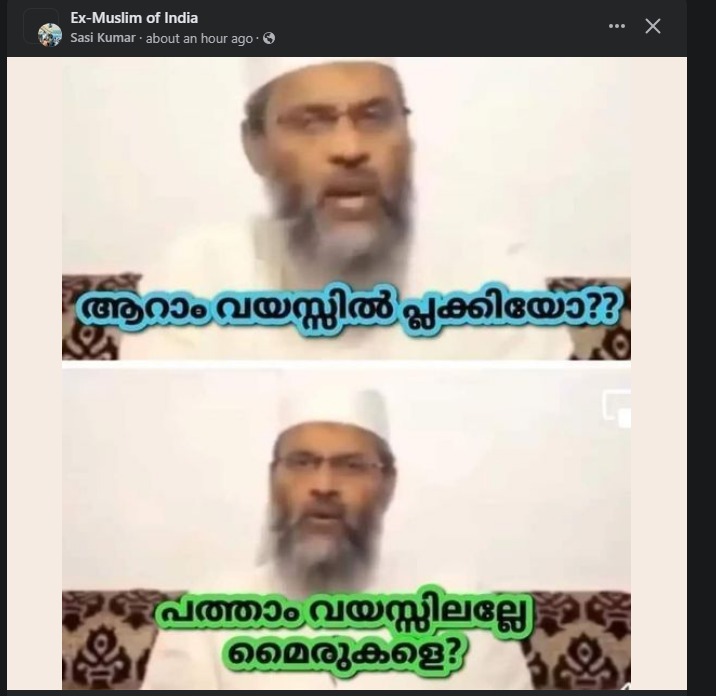 Ex-Muslim of India
Sasi Kumar · about an hour ago ·
ആറാം വയസ്സിൽ പ്ലക്കിയോ??
പത്താം വയസ്സിലല്ലേ
മൈരുകളെ?